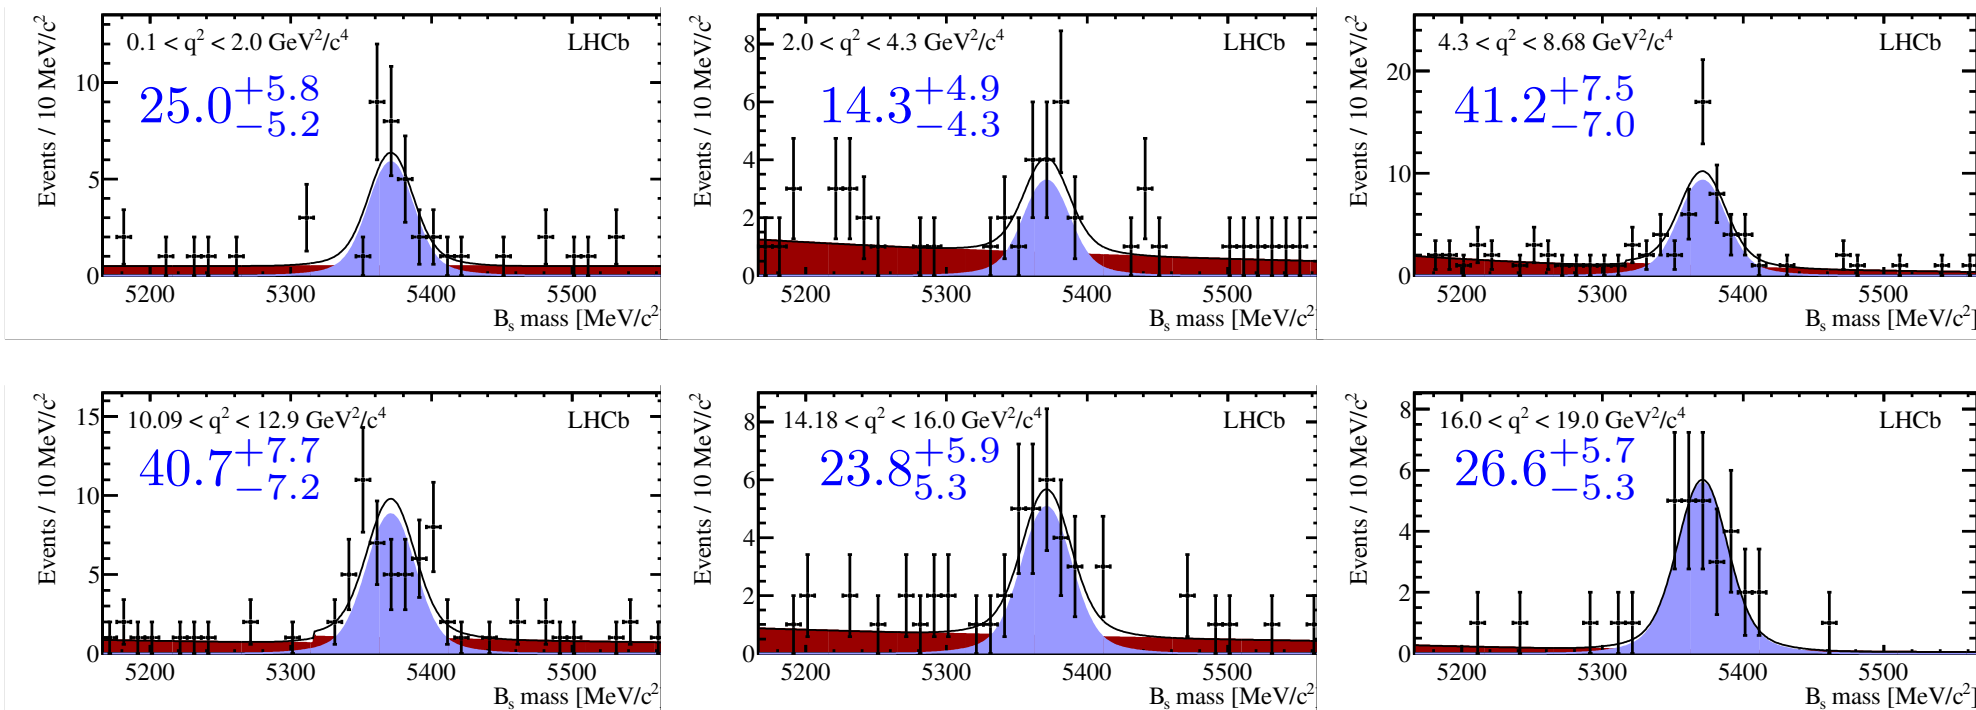 0.1 < q² < 2.0 GeV²/c⁴ LHCb
25.0 +5.8 −5.2
Events / 10 MeV/c²
10
5
0
5200 5300 5400 5500
Bₛ mass [MeV/c²
2.0 < q² < 4.3 GeV²/c⁴ LHCb
14.3 +4.9 −4.3
Events / 10 MeV/c²
8
6
4
2
0
5200 5300 5400 5500
Bₛ mass [MeV/c²
4.3 < q² < 8.68 GeV²/c⁴ LHCb
41.2 +7.5 −7.0
Events / 10 MeV/c²
20
10
0
5200 5300 5400 5500
Bₛ mass [MeV/c²]
10.09 < q² < 12.9 GeV²/c⁴ LHCb
40.7 +7.7 −7.2
Events / 10 MeV/c²
15
10
5
0
5200 5300 5400 5500
Bₛ mass [MeV/c²
14.18 < q² < 16.0 GeV²/c⁴ LHCb
23.8 +5.9 5.3
Events / 10 MeV/c²
8
6
4
2
0
5200 5300 5400 5500
Bₛ mass [MeV/c²
16.0 < q² < 19.0 GeV²/c⁴ LHCb
26.6 +5.7 −5.3
Events / 10 MeV/c²
8
6
4
2
0
5200 5300 5400 5500
Bₛ mass [MeV/c²]